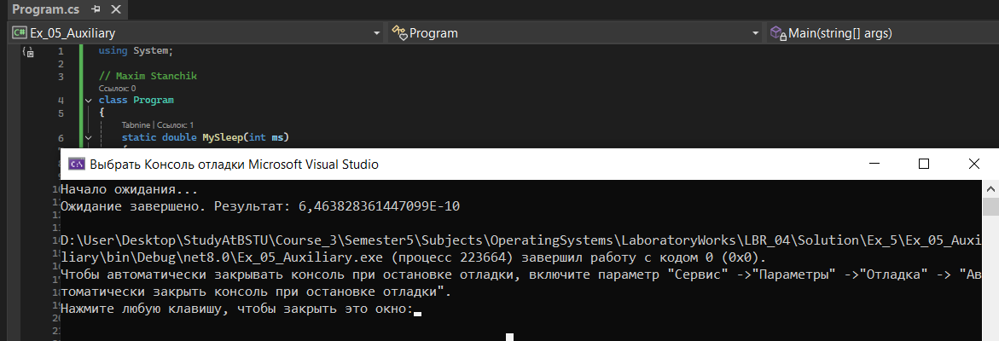 Program.cs
Ex_05_Auxiliary Program Main(string[] args)
1 using System;
2
3 // Maxim Stanchik
Ссылок: 0
4 class Program
5 {
Tabnine | Ссылок: 1
6 static double MySleep(int ms)
Выбрать Консоль отладки Microsoft Visual Studio
Начало ожидания...
Ожидание завершено. Результат: 6,463828361447099E-10
D:\User\Desktop\StudyAtBSTU\Course_3\Semester5\Subjects\OperatingSystems\LaboratoryWorks\LBR_04\Solution\Ex_5\Ex_05_Auxi
liary\bin\Debug\net8.0\Ex_05_Auxiliary.exe (процесс 223664) завершил работу с кодом 0 (0x0).
Чтобы автоматически закрывать консоль при остановке отладки, включите параметр "Сервис" ->"Параметры" ->"Отладка" -> "Ав
томатически закрыть консоль при остановке отладки".
Нажмите любую клавишу, чтобы закрыть это окно: